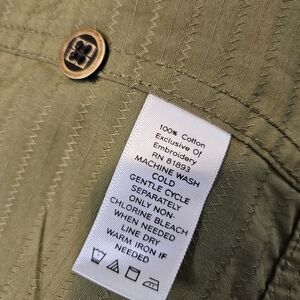 100% Cotton
Exclusive Of
Embroidery
RN 81893
MACHINE WASH
COLD
GENTLE CYCLE
SEPARATELY
ONLY NON-
CHLORINE BLEACH
WHEN NEEDED
LINE DRY
WARM IRON IF
NEEDED